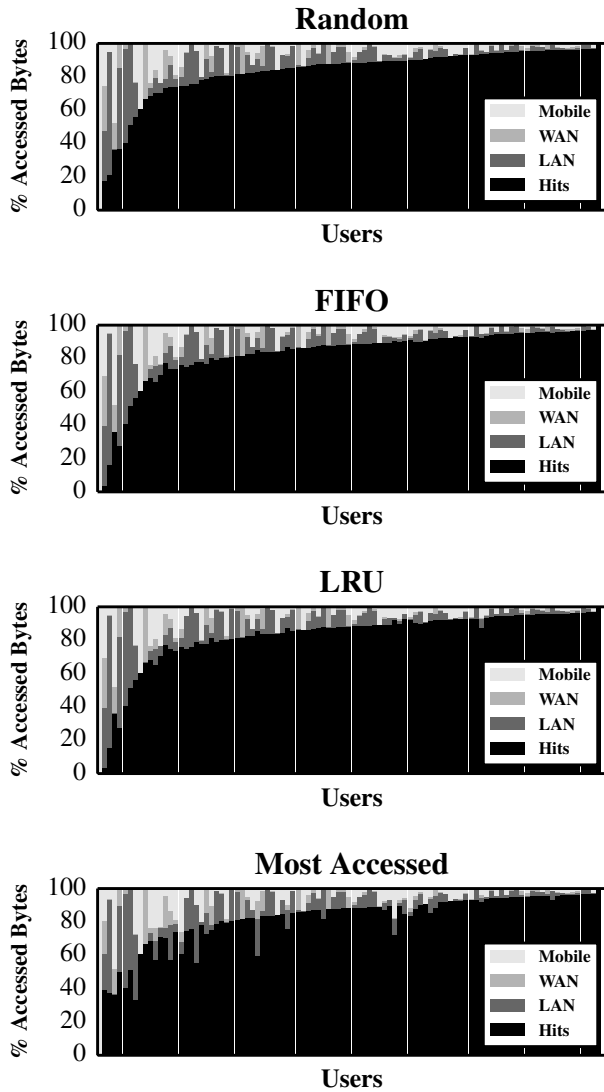 Random
100
80
60
40
20
0
% Accessed Bytes
Mobile
WAN
LAN
Hits
Users
FIFO
100
80
60
40
20
0
% Accessed Bytes
Mobile
WAN
LAN
Hits
Users
LRU
100
80
60
40
20
0
% Accessed Bytes
Mobile
WAN
LAN
Hits
Users
Most Accessed
100
80
60
40
20
0
% Accessed Bytes
Mobile
WAN
LAN
Hits
Users